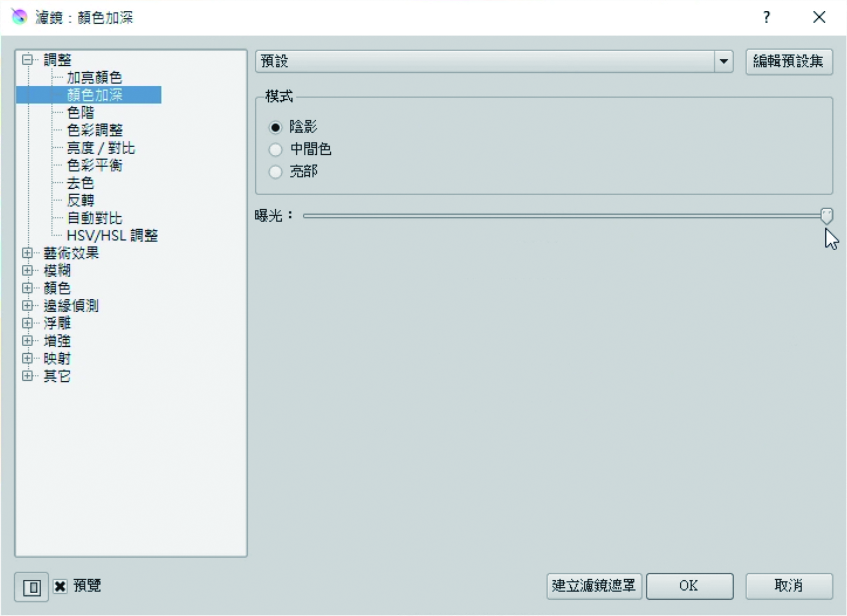 濾鏡：顏色加深
?
調整
加亮顏色
顏色加深
色階
色彩調整
亮度 / 對比
色彩平衡
去色
反轉
自動對比
HSV/HSL 調整
藝術效果
模糊
顏色
邊緣偵測
浮雕
增強
映射
其它
預設
編輯預設集
模式
陰影
中間色
亮部
曝光：
預覽
建立濾鏡遮罩
OK
取消